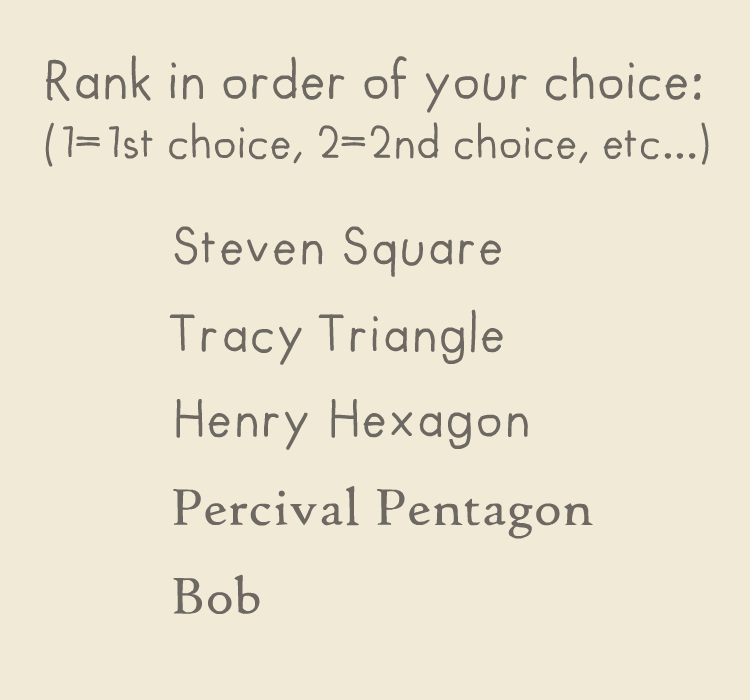 Rank in order of your choice:
(1=1st choice, 2=2nd choice, etc...)
Steven Square
Tracy Triangle
Henry Hexagon
Percival Pentagon
Bob